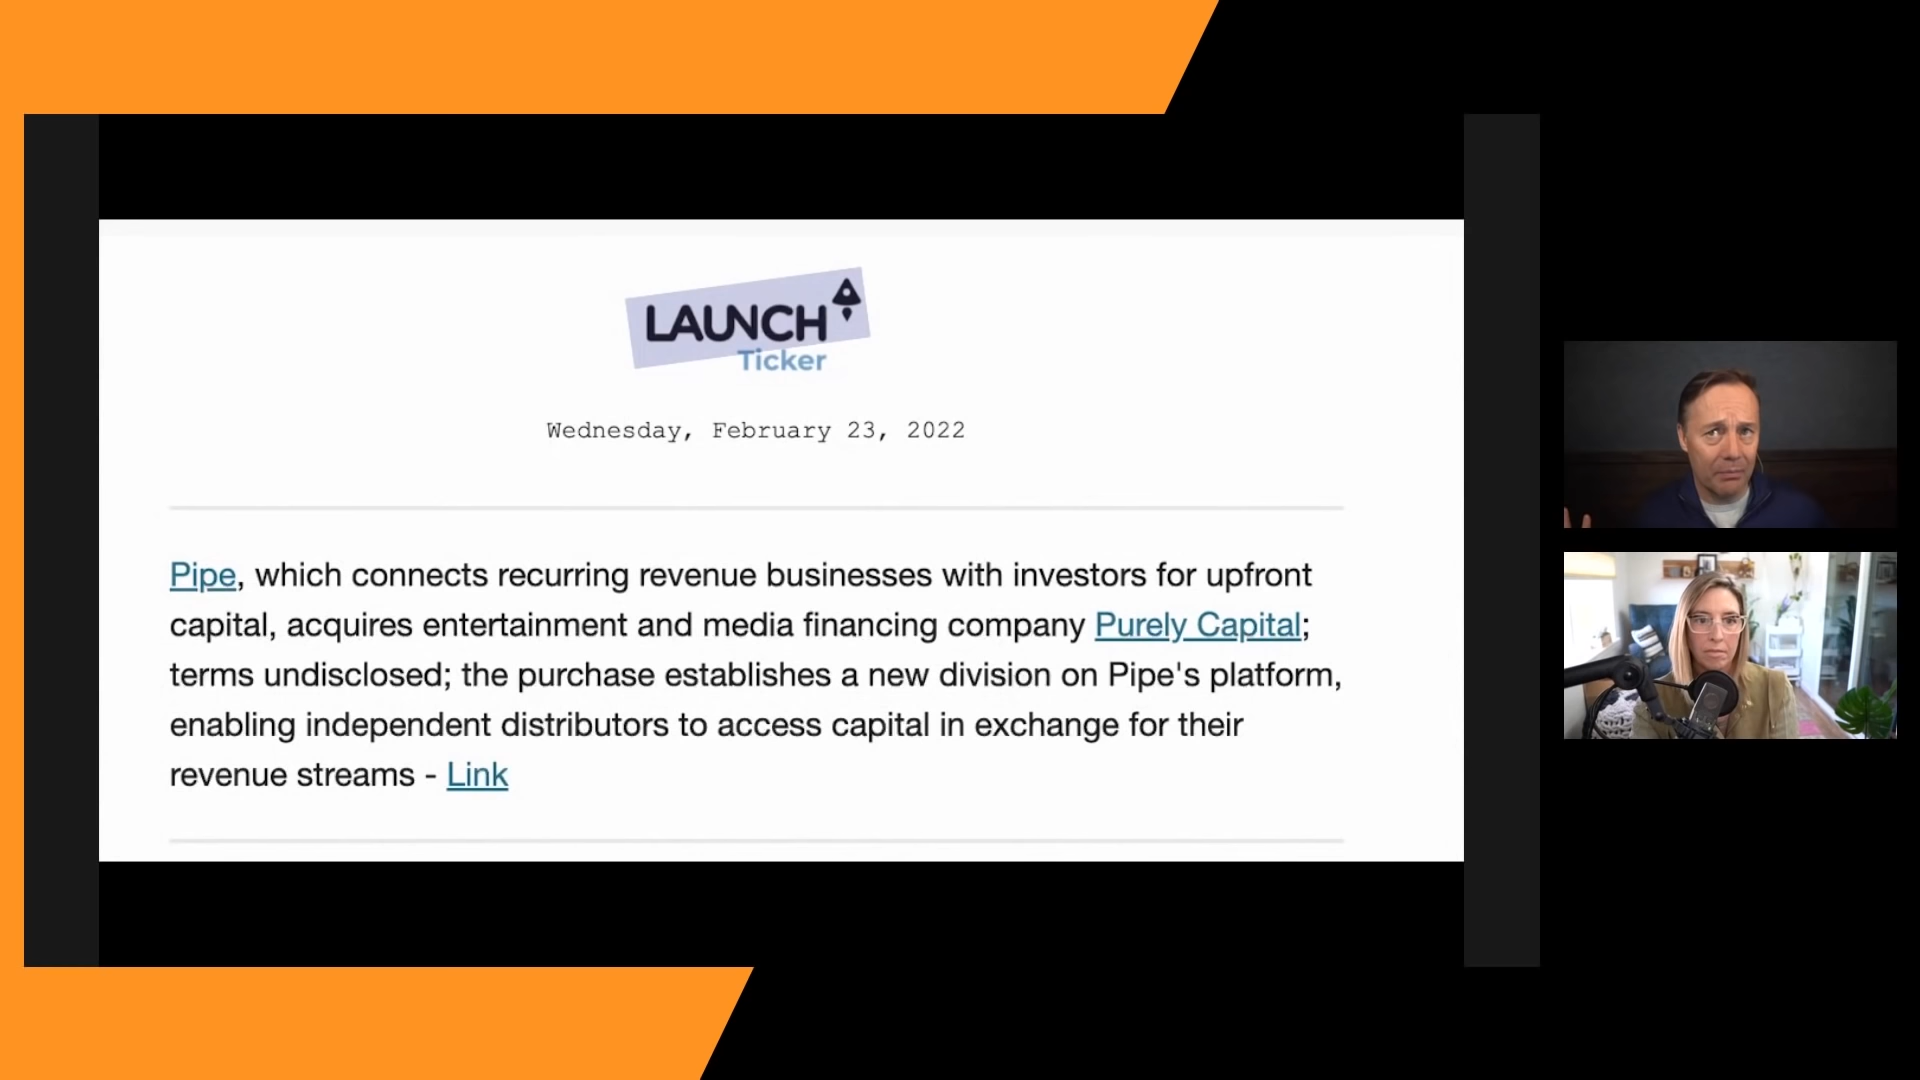 LAUNCH
Ticker
Wednesday, February 23, 2022
Pipe, which connects recurring revenue businesses with investors for upfront
capital, acquires entertainment and media financing company Purely Capital;
terms undisclosed; the purchase establishes a new division on Pipe's platform,
enabling independent distributors to access capital in exchange for their
revenue streams - Link